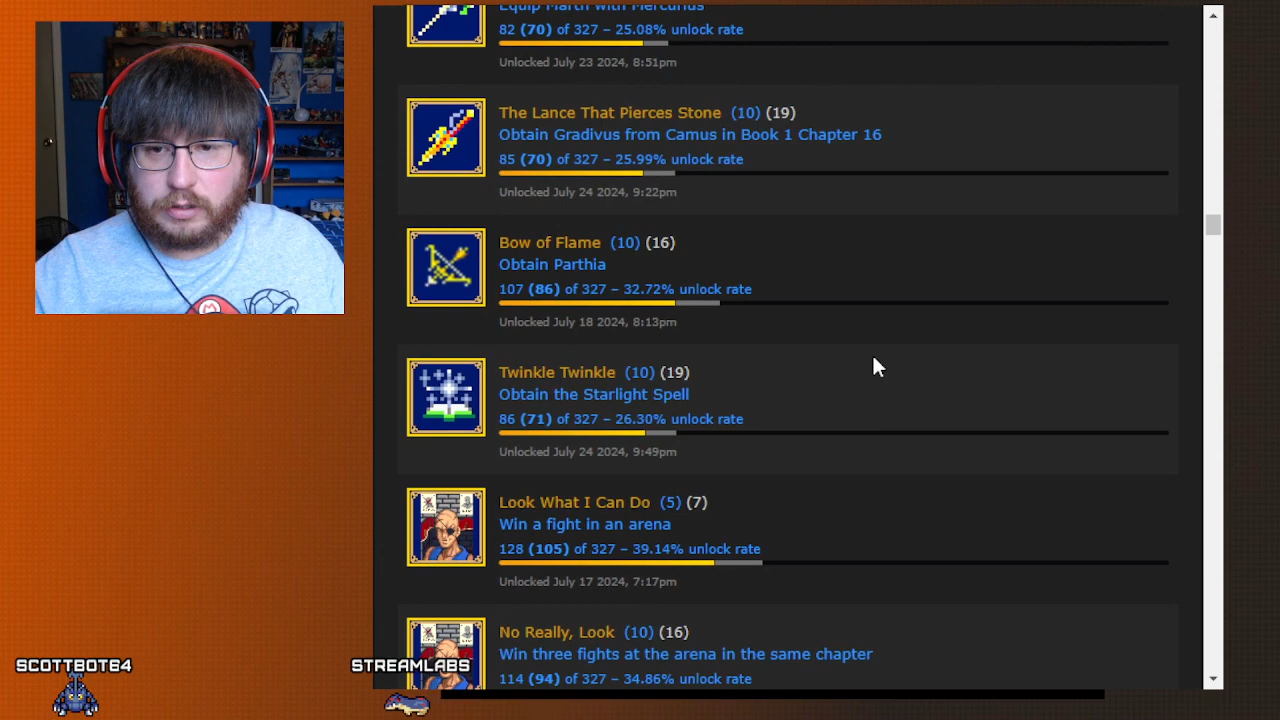 Equip Marth with Mercurius
82 (70) of 327 – 25.08% unlock rate
Unlocked July 23 2024, 8:51pm
The Lance That Pierces Stone (10) (19)
Obtain Gradivus from Camus in Book 1 Chapter 16
85 (70) of 327 – 25.99% unlock rate
Unlocked July 24 2024, 9:22pm
Bow of Flame (10) (16)
Obtain Parthia
107 (86) of 327 – 32.72% unlock rate
Unlocked July 18 2024, 8:13pm
Twinkle Twinkle (10) (19)
Obtain the Starlight Spell
86 (71) of 327 – 26.30% unlock rate
Unlocked July 24 2024, 9:49pm
Look What I Can Do (5) (7)
Win a fight in an arena
128 (105) of 327 – 39.14% unlock rate
Unlocked July 17 2024, 7:17pm
No Really, Look (10) (16)
Win three fights at the arena in the same chapter
114 (94) of 327 – 34.86% unlock rate
SCOTTBOT64
STREAMLABS